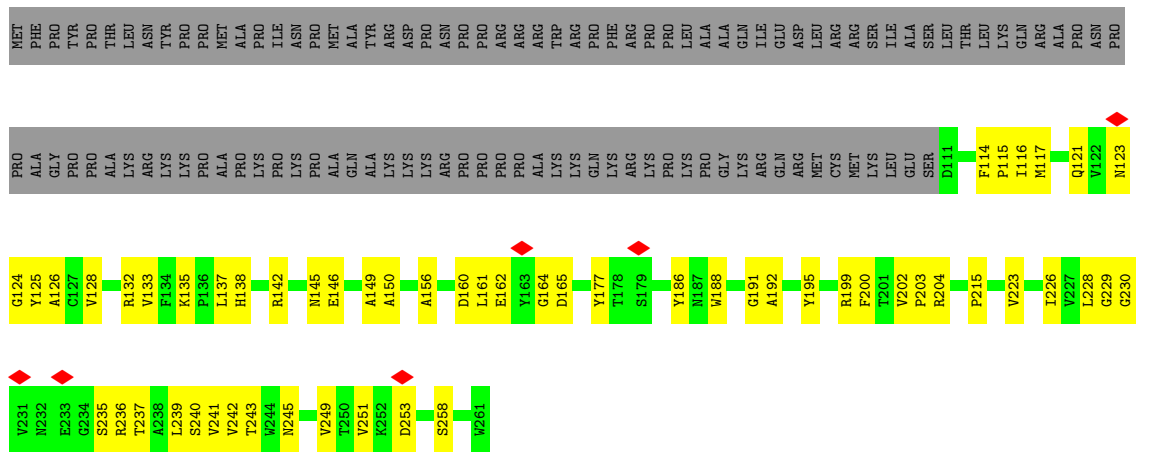 MET PHE PRO TYR PRO THR LEU ASN TYR PRO PRO MET ALA PRO ILE ASN PRO MET ALA TYR ARG ASP PRO ASN PRO PRO ARG ARG ARG TRP ARG PRO PHE ARG PRO PRO LEU ALA ALA GLN ILE GLU ASP LEU ARG ARG SER ILE ALA SER LEU THR LEU LYS GLN ARG ALA PRO ASN PRO
PRO ALA GLY PRO PRO ALA LYS ARG LYS LYS PRO ALA PRO LYS PRO LYS PRO ALA GLN ALA LYS LYS LYS ARG PRO PRO PRO PRO ALA LYS LYS GLN LYS ARG LYS PRO LYS PRO GLY LYS ARG GLN ARG MET CYS MET LYS LEU GLU SER D111 F114 P115 I116 M117 Q121 V122 N123
G124 Y125 A126 C127 V128 R132 V133 F134 K135 P136 L137 H138 R142 N145 E146 A149 A150 A156 D160 L161 E162 Y163 G164 D165 Y177 T178 S179 Y186 N187 W188 G191 A192 Y195 R199 F200 T201 V202 P203 R204 P215 V223 I226 V227 L228 G229 G230
V231 N232 E233 G234 S235 R236 T237 A238 L239 S240 V241 V242 T243 W244 N245 V249 T250 V251 K252 D253 S258 W261